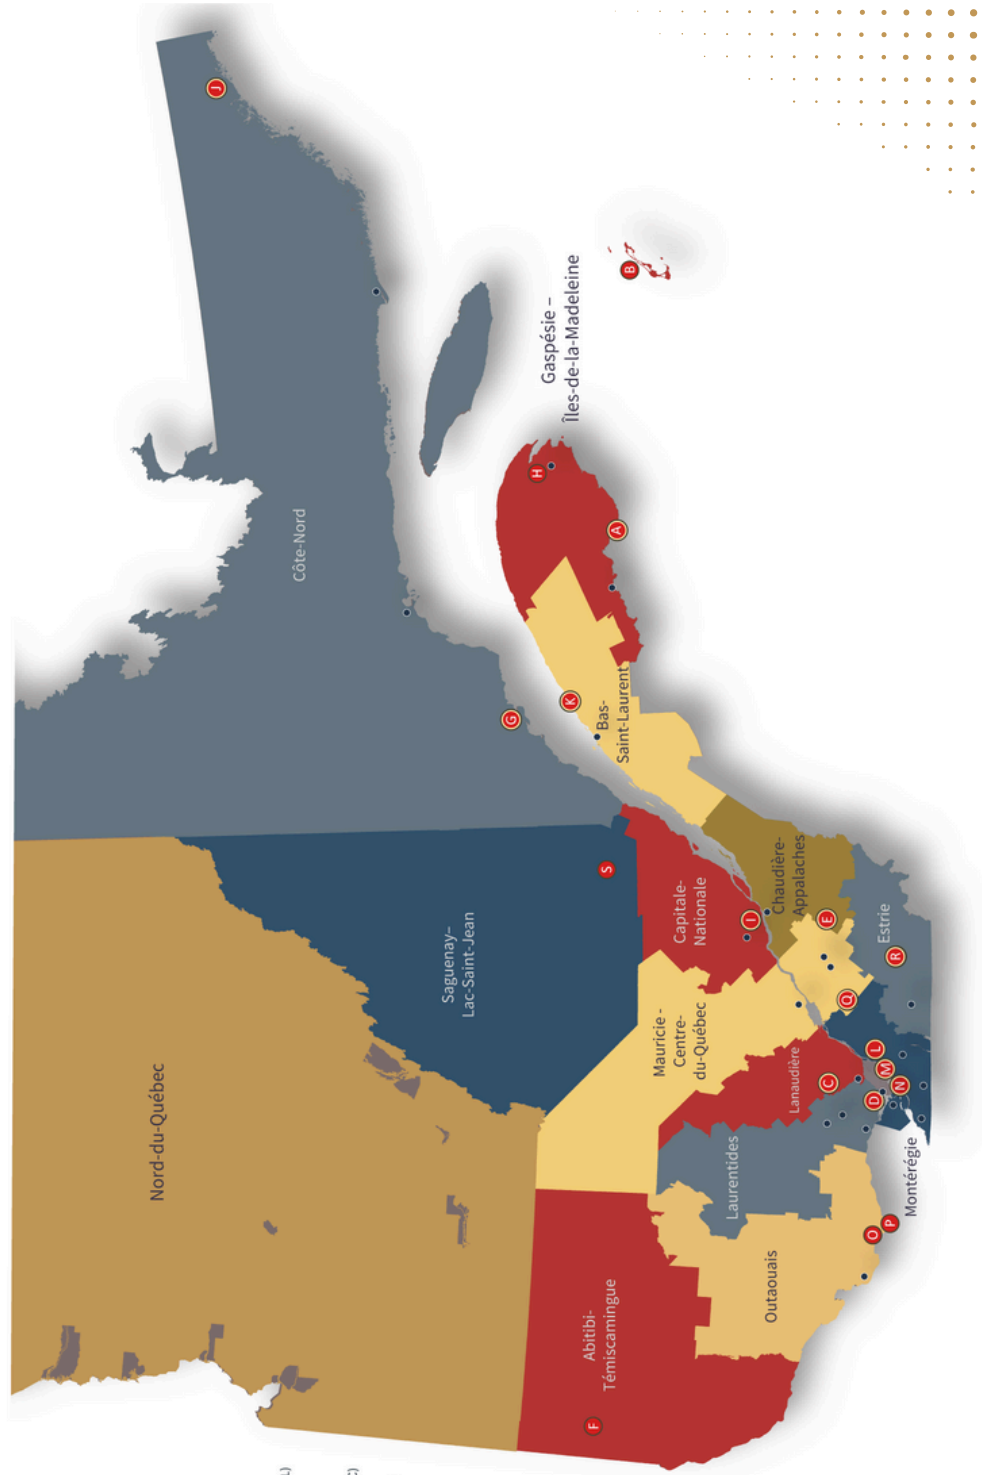 J
B
Gaspésie –
Îles-de-la-Madeleine
H
Côte-Nord
A
K
G
Bas-
Saint-Laurent
S
Capitale-
Nationale
I
Chaudière-
Appalaches
E
Estrie
R
Saguenay–
Lac-Saint-Jean
Q
Mauricie -
Centre-
du-Québec
Lanaudière
C
L
M
N
D
Nord-du-Québec
Laurentides
Montérégie
O
P
Outaouais
Abitibi-
Témiscamingue
F